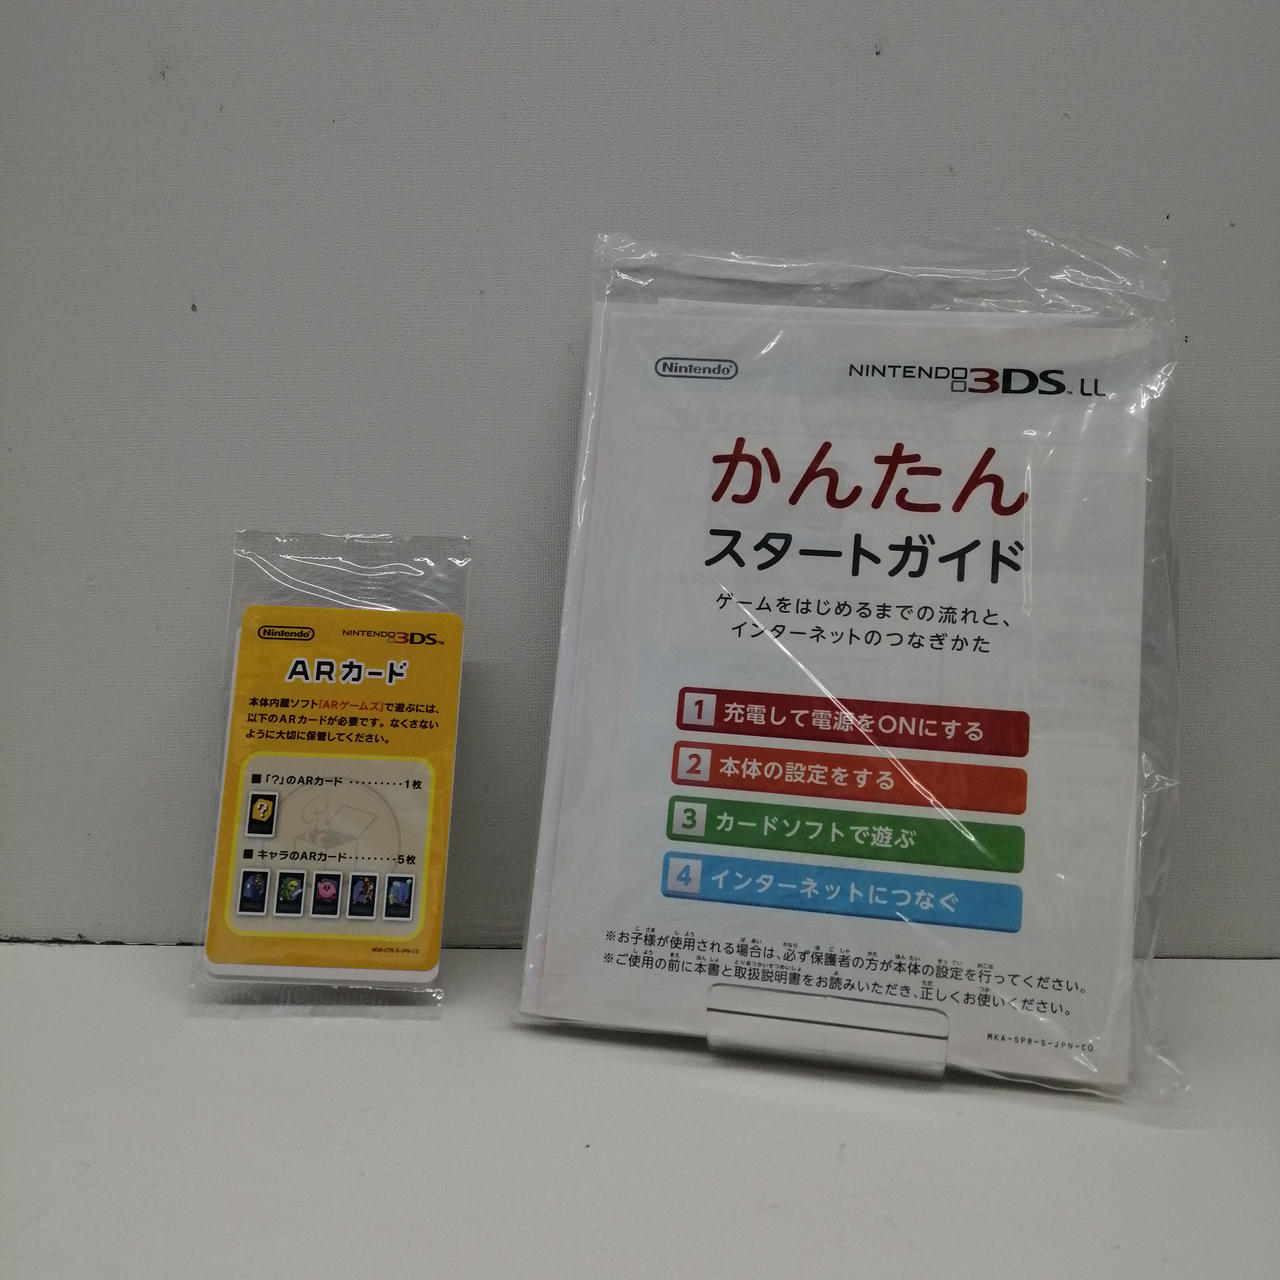 Nintendo
NINTENDO 3DS™
ARカード
本体内蔵ソフト「ARゲームズ」で遊ぶには、
以下のARカードが必要です。なくさない
ように大切に保管してください。
■「?」のARカード ・・・・・・・・・1枚
■ キャラのARカード・・・・・・・・5枚
MXA-CTR-S-JPN-C0
Nintendo®
NINTENDO 3DS™ LL
かんたん
スタートガイド
ゲームをはじめるまでの流れと、
インターネットのつなぎかた
1 充電して電源をONにする
2 本体の設定をする
3 カードソフトで遊ぶ
4 インターネットにつなぐ
※お子様が使用される場合は、必ず保護者の方が本体の設定を行ってください。
※ご使用の前に本書と取扱説明書をお読みいただき、正しくお使いください。
MKA-SPR-S-JPN-C0